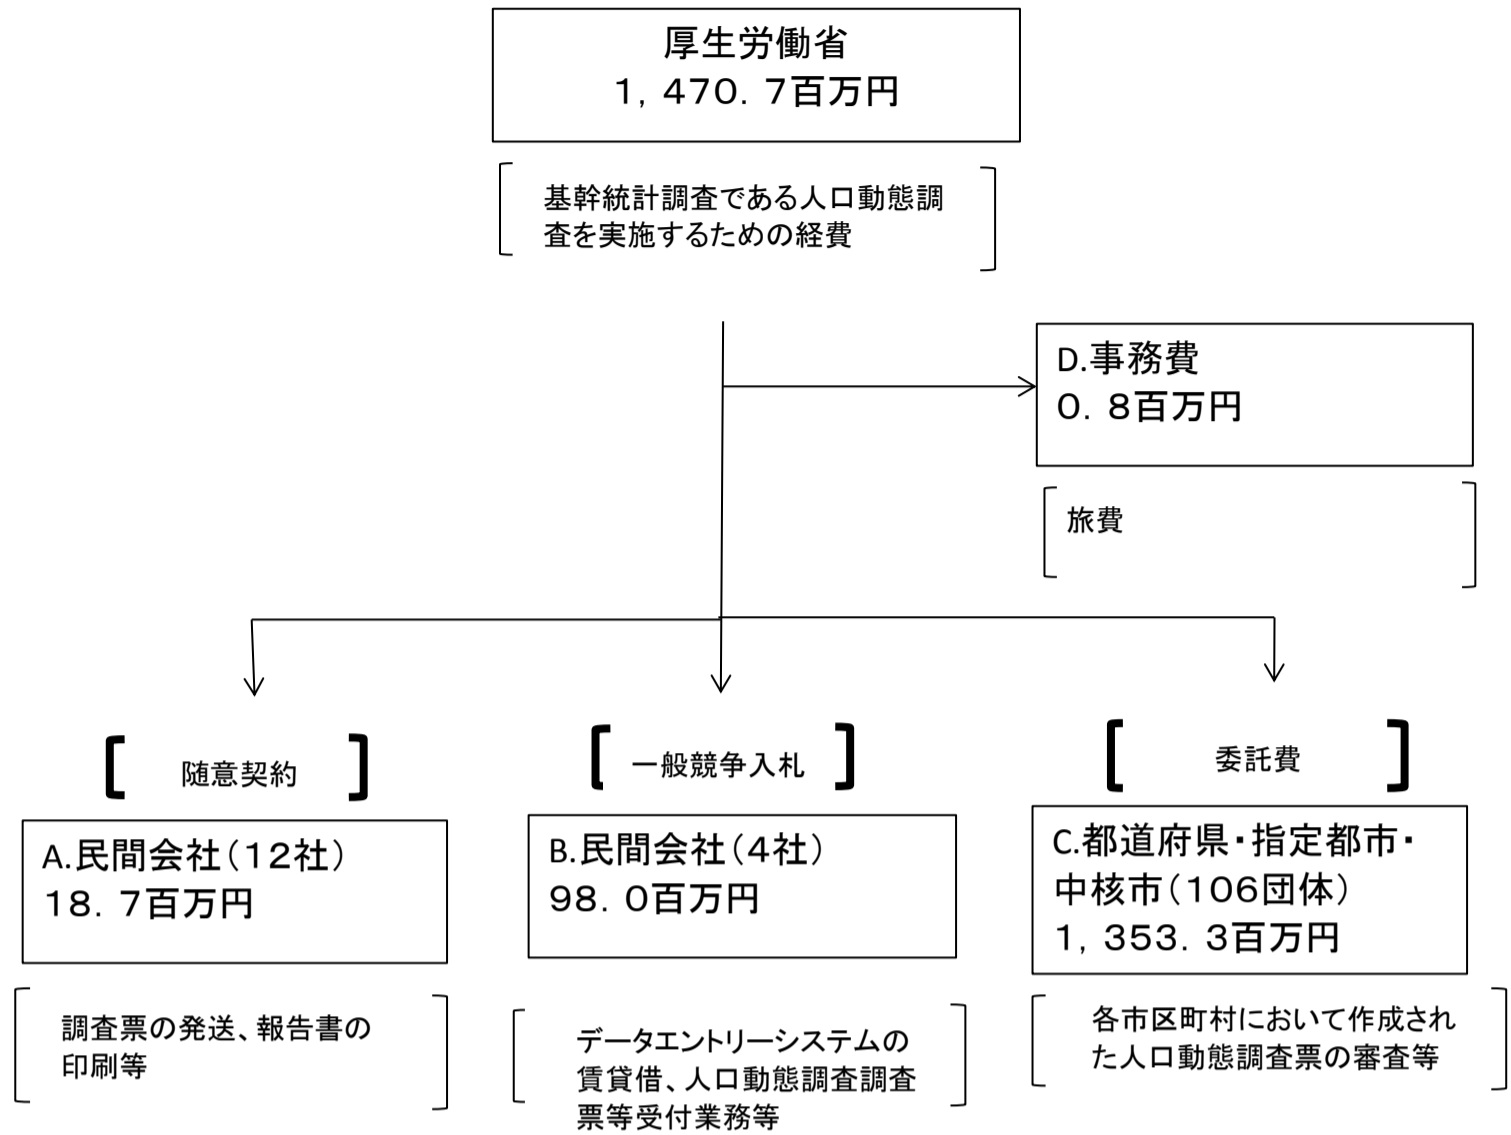 厚生労働省
１，４７０．７百万円
基幹統計調査である人口動態調
査を実施するための経費
D.事務費
０．８百万円
旅費
随意契約
一般競争入札
委託費
A.民間会社（１２社）
１８．７百万円
B.民間会社（４社）
９８．０百万円
C.都道府県・指定都市・
中核市（１０６団体）
１，３５３．３百万円
調査票の発送、報告書の
印刷等
データエントリーシステムの
賃貸借、人口動態調査調査
票等受付業務等
各市区町村において作成され
た人口動態調査票の審査等